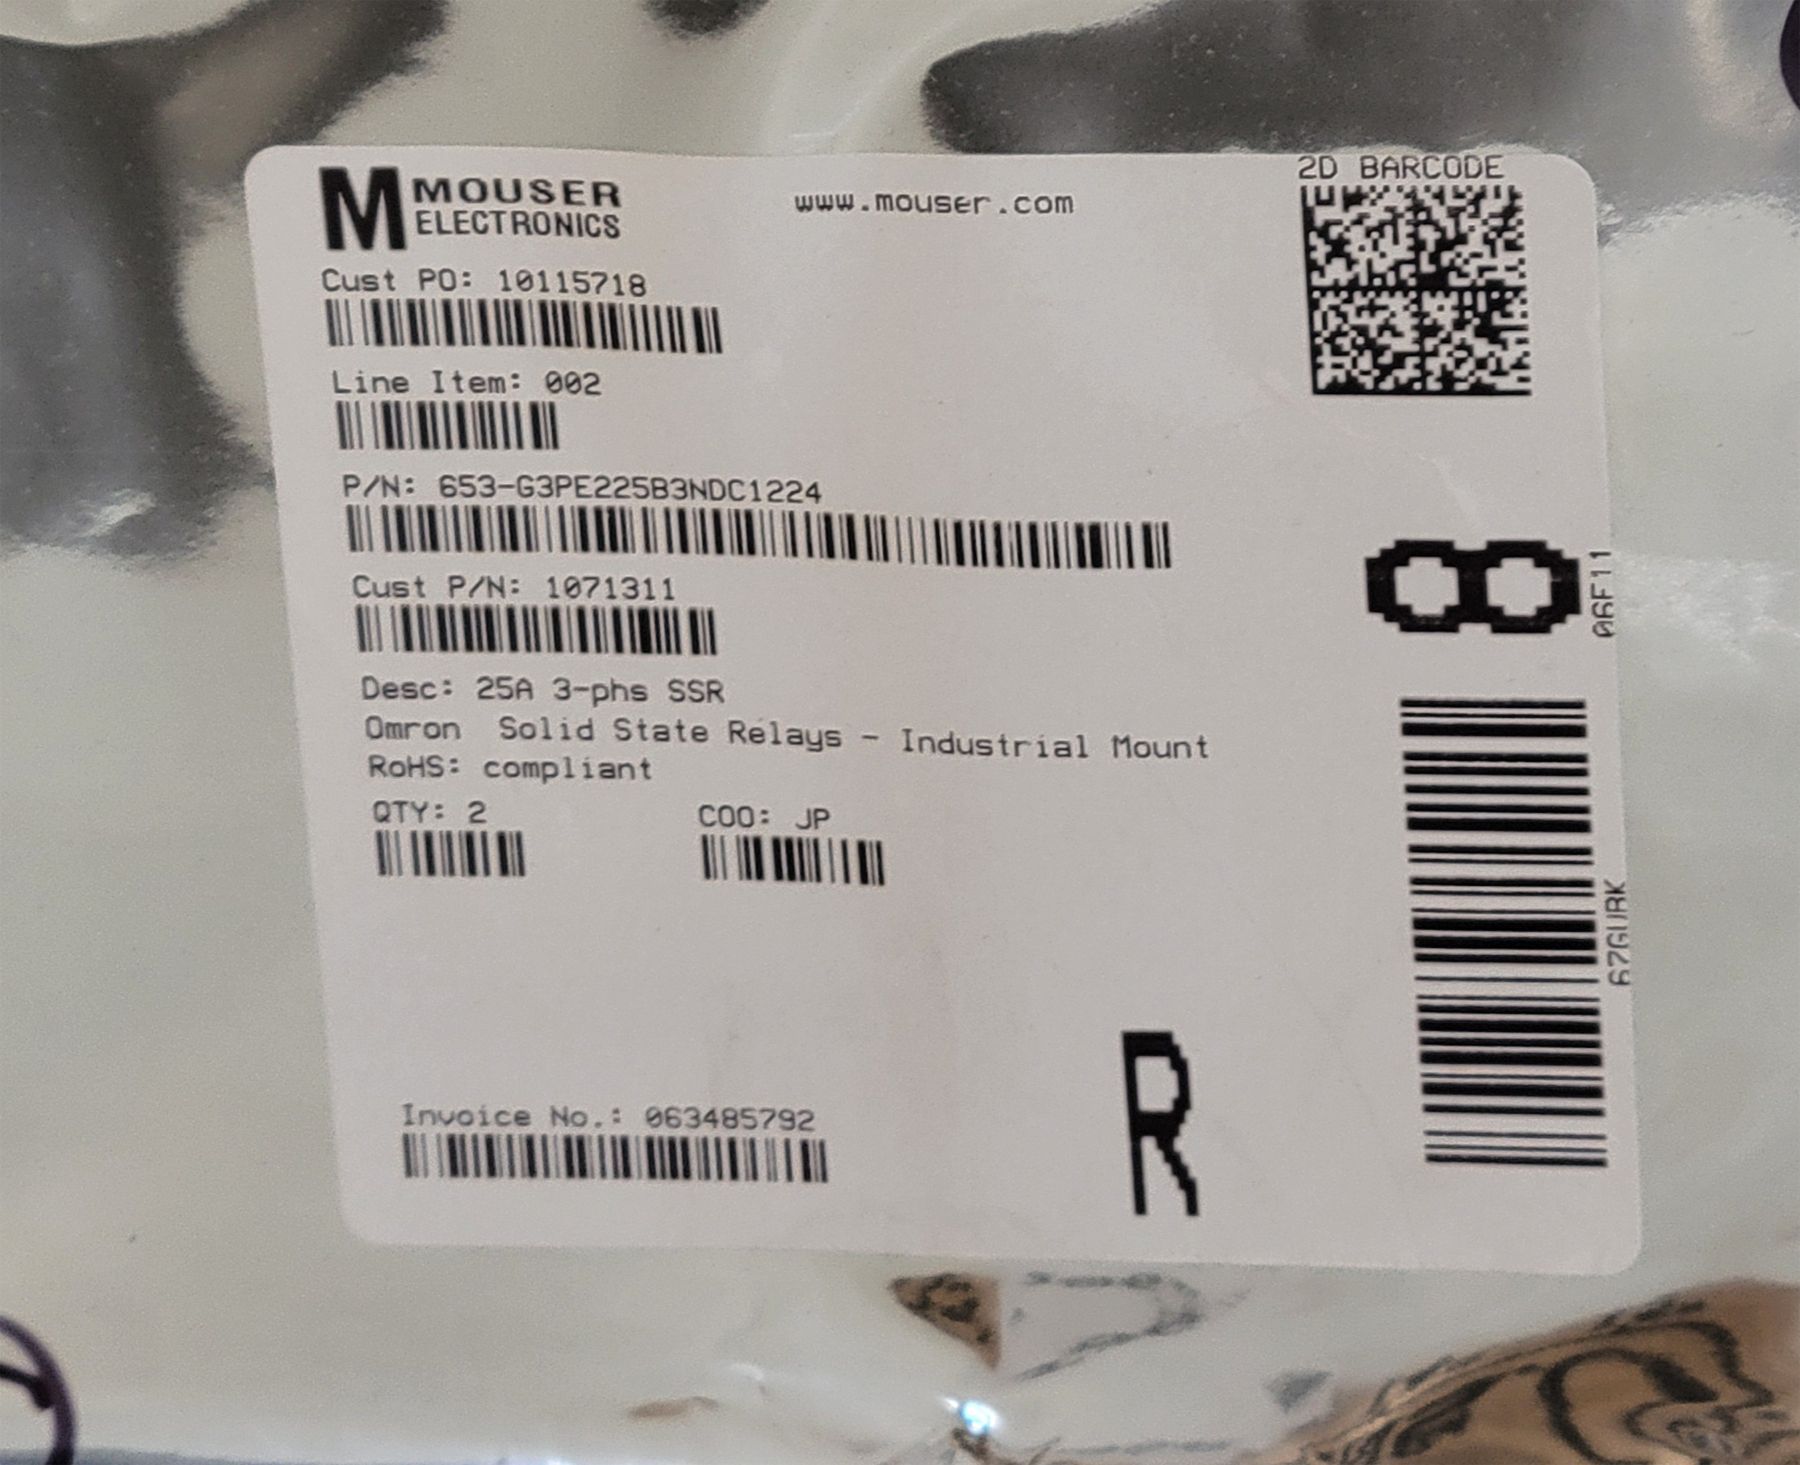 M MOUSER
ELECTRONICS
www.mouser.com
2D BARCODE
Cust PO: 10115718
Line Item: 002
P/N: 653-G3PE225B3NDC1224
Cust P/N: 1071311
Desc: 25A 3-phs SSR
Omron Solid State Relays - Industrial Mount
RoHS: compliant
QTY: 2
COO: JP
Invoice No.: 063485792
R
8
06F11